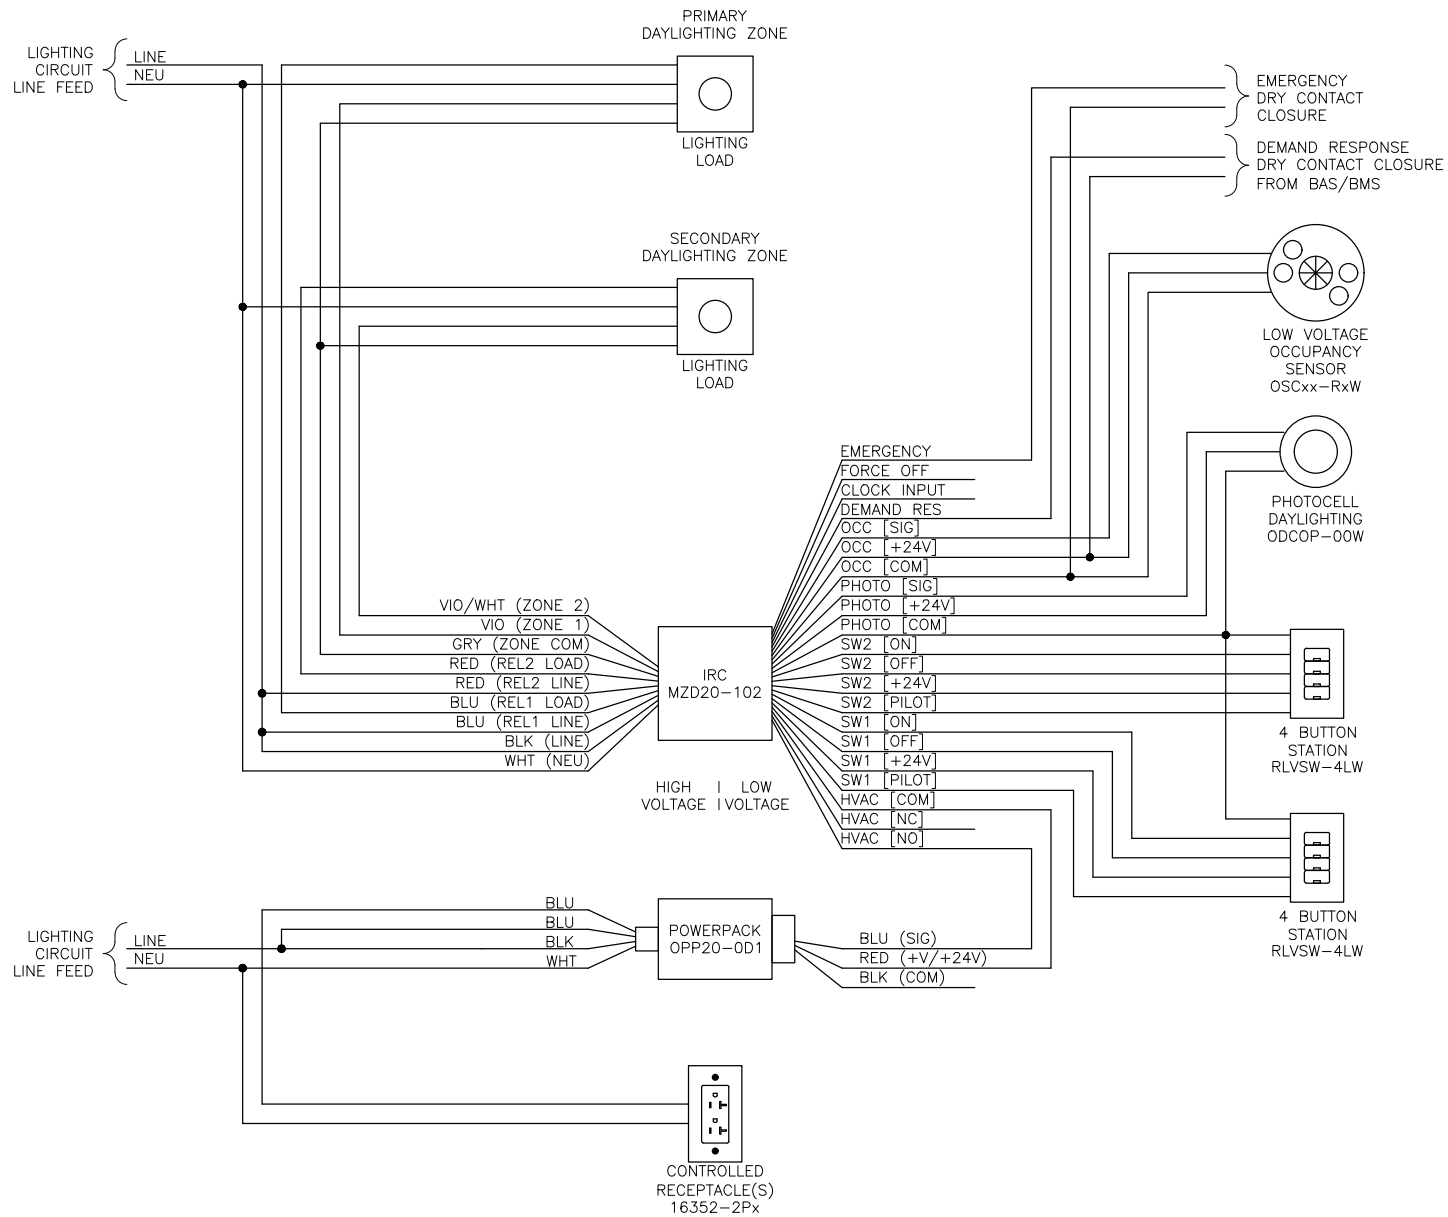 PRIMARY
DAYLIGHTING ZONE
LIGHTING
CIRCUIT
LINE FEED
LINE
NEU
LIGHTING
LOAD
EMERGENCY
DRY CONTACT
CLOSURE
DEMAND RESPONSE
DRY CONTACT CLOSURE
FROM BAS/BMS
SECONDARY
DAYLIGHTING ZONE
LIGHTING
LOAD
LOW VOLTAGE
OCCUPANCY
SENSOR
OSCxx-RxW
PHOTOCELL
DAYLIGHTING
ODCOP-00W
EMERGENCY
FORCE OFF
CLOCK INPUT
DEMAND RES
OCC [SIG]
OCC [+24V]
OCC [COM]
PHOTO [SIG]
PHOTO [+24V]
PHOTO [COM]
SW2 [ON]
SW2 [OFF]
SW2 [+24V]
SW2 [PILOT]
SW1 [ON]
SW1 [OFF]
SW1 [+24V]
SW1 [PILOT]
HVAC [COM]
HVAC [NC]
HVAC [NO]
VIO/WHT (ZONE 2)
VIO (ZONE 1)
GRY (ZONE COM)
RED (REL2 LOAD)
RED (REL2 LINE)
BLU (REL1 LOAD)
BLU (REL1 LINE)
BLK (LINE)
WHT (NEU)
IRC
MZD20-102
HIGH | LOW
VOLTAGE | VOLTAGE
4 BUTTON
STATION
RLVSW-4LW
4 BUTTON
STATION
RLVSW-4LW
LIGHTING
CIRCUIT
LINE FEED
LINE
NEU
BLU
BLU
BLK
WHT
POWERPACK
OPP20-0D1
BLU (SIG)
RED (+V/+24V)
BLK (COM)
CONTROLLED
RECEPTACLE(S)
16352-2Px